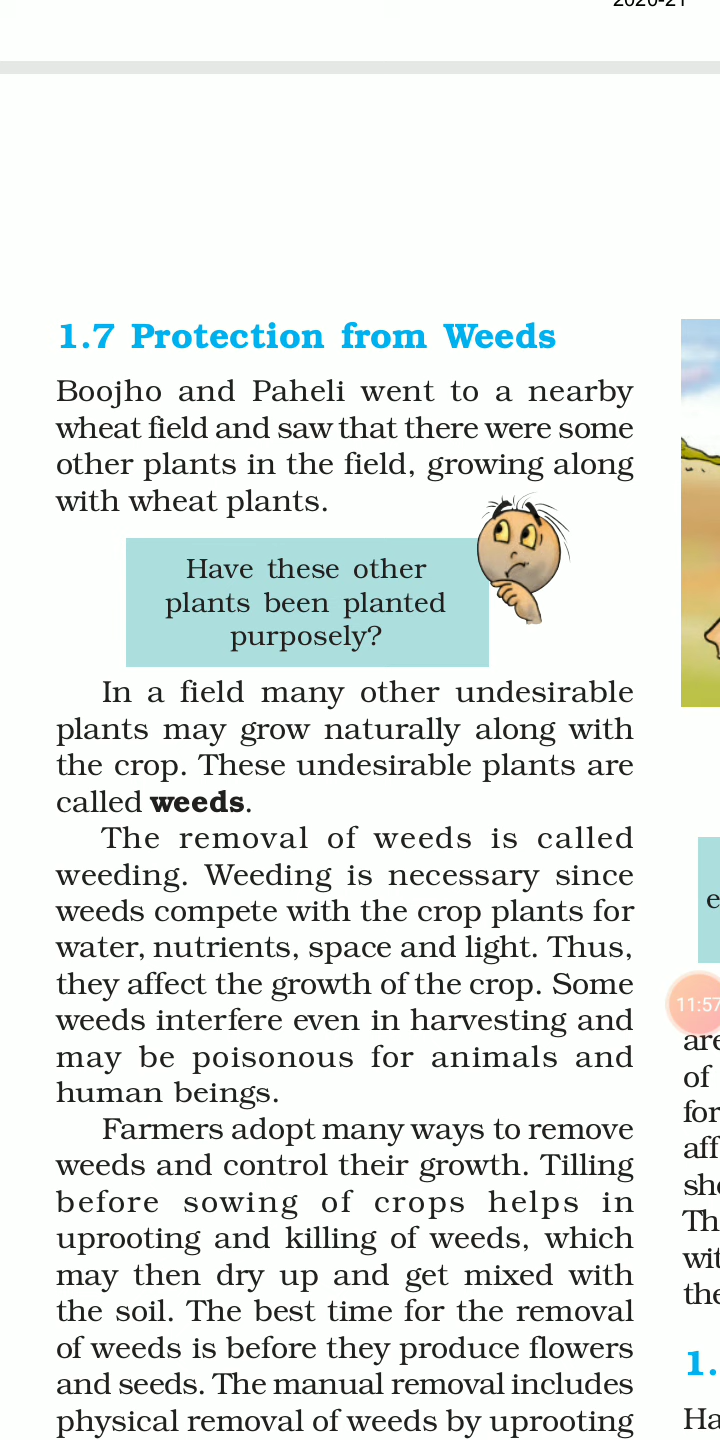 2020-21
1.7 Protection from Weeds
Boojho and Paheli went to a nearby
wheat field and saw that there were some
other plants in the field, growing along
with wheat plants.
Have these other
plants been planted
purposely?
In a field many other undesirable
plants may grow naturally along with
the crop. These undesirable plants are
called weeds.
The removal of weeds is called
weeding. Weeding is necessary since
weeds compete with the crop plants for
water, nutrients, space and light. Thus,
they affect the growth of the crop. Some
weeds interfere even in harvesting and
may be poisonous for animals and
human beings.
Farmers adopt many ways to remove
weeds and control their growth. Tilling
before sowing of crops helps in
uprooting and killing of weeds, which
may then dry up and get mixed with
the soil. The best time for the removal
of weeds is before they produce flowers
and seeds. The manual removal includes
physical removal of weeds by uprooting
11:57
of
1.